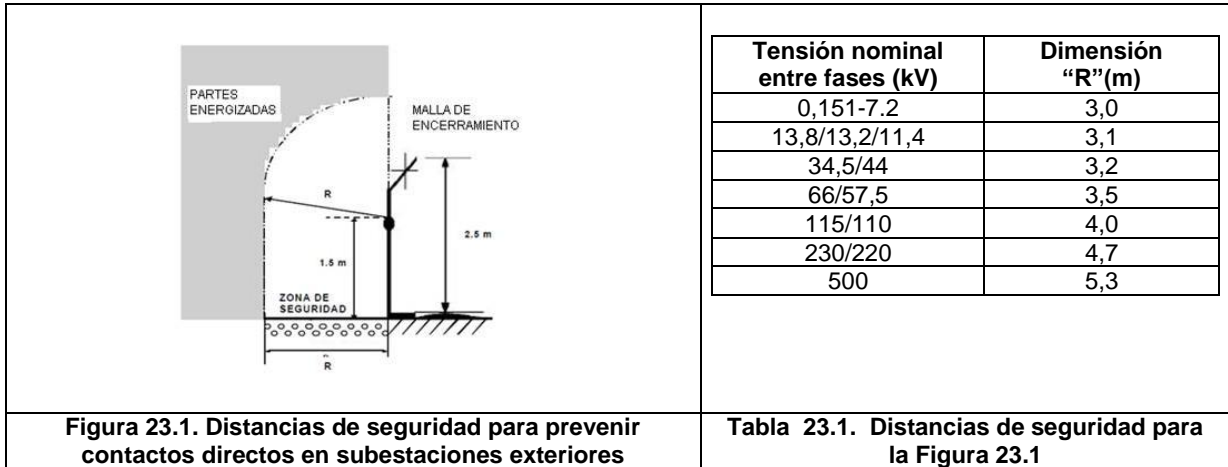 PARTES
ENERGIZADAS
MALLA DE
ENCERRAMIENTO
R
2.5 m
1.5 m
ZONA DE
SEGURIDAD
R
Figura 23.1. Distancias de seguridad para prevenir
contactos directos en subestaciones exteriores
Tensión nominal entre fases (kV) Dimensión “R”(m)
0,151-7.2 3,0
13,8/13,2/11,4 3,1
34,5/44 3,2
66/57,5 3,5
115/110 4,0
230/220 4,7
500 5,3
Tabla 23.1. Distancias de seguridad para
la Figura 23.1